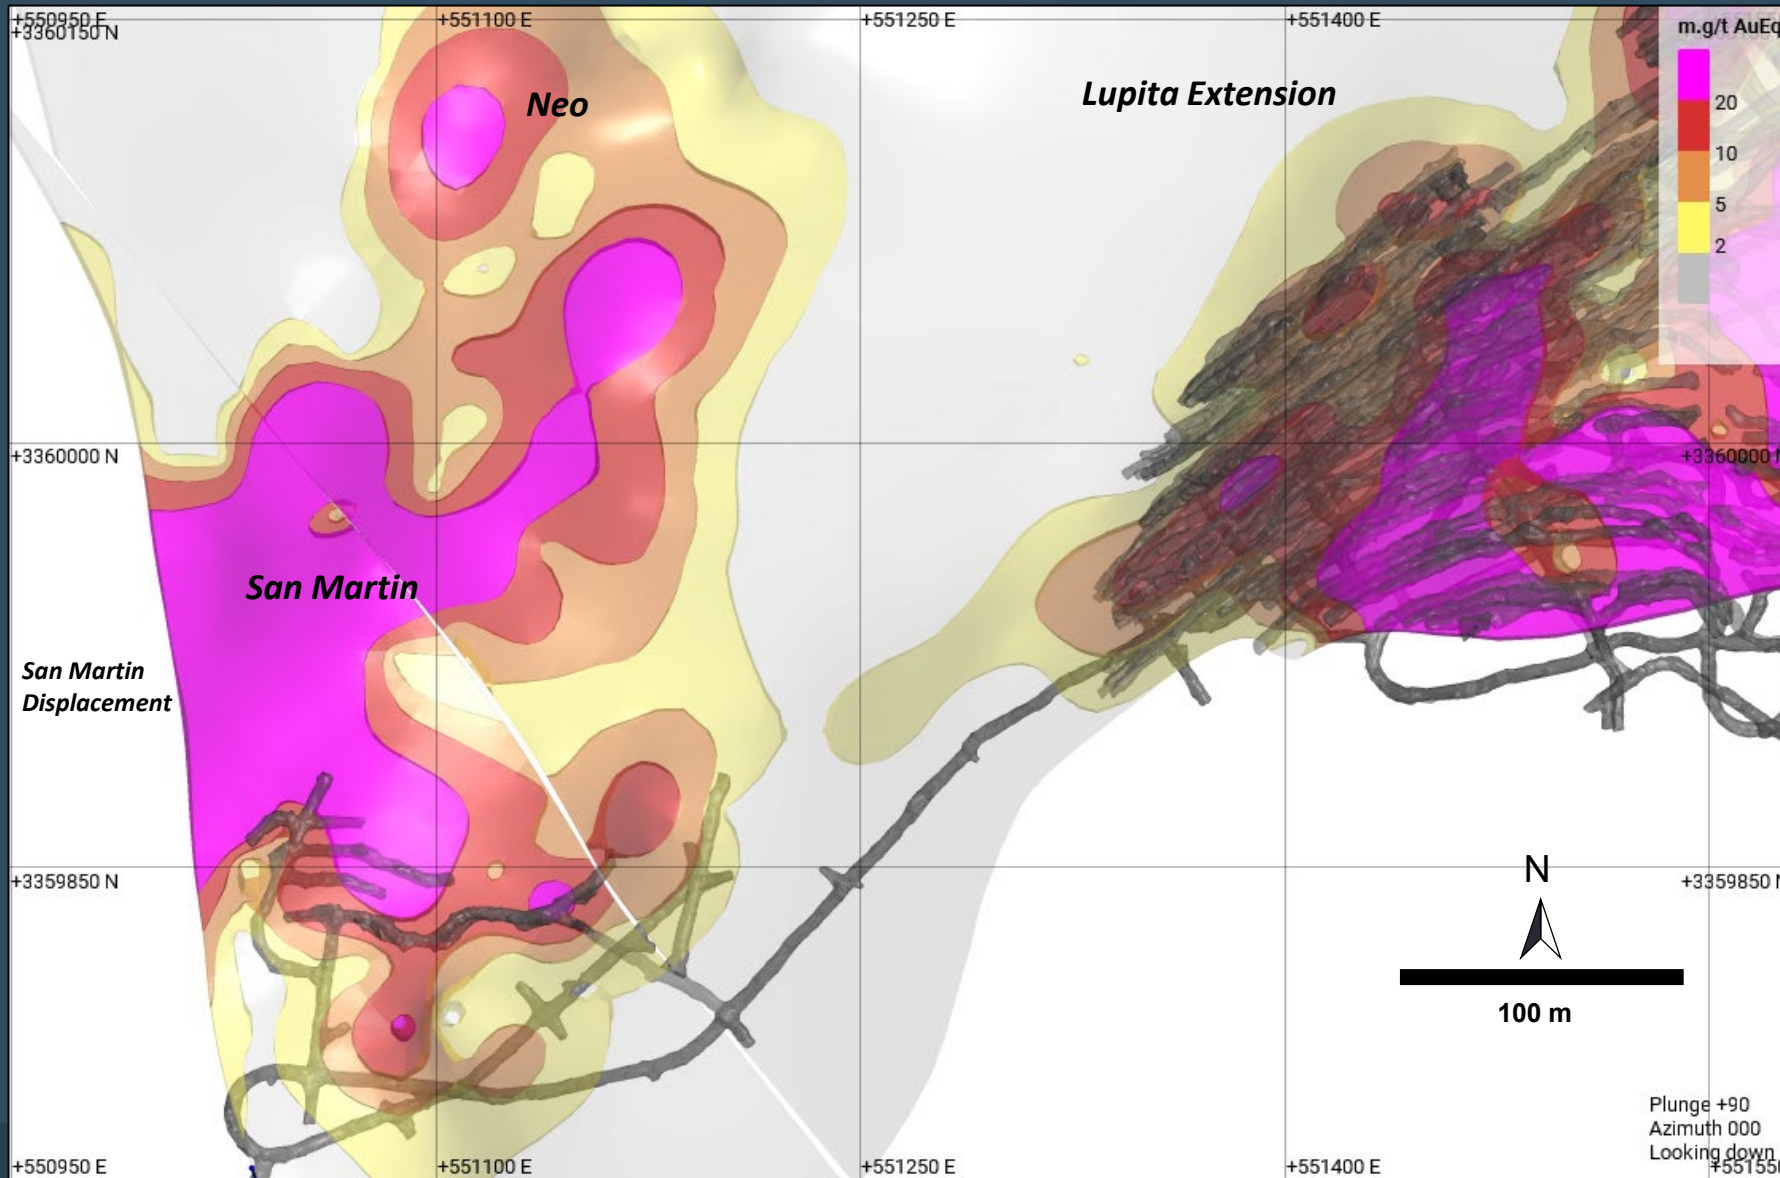 +550950 E
+551100 E
+551250 E
+551400 E
+3360150 N
m.g/t AuEq
20
10
5
2
Neo
Lupita Extension
+3360000 N
+3360000 N
San Martin
San Martin
Displacement
+3359850 N
+3359850 N
N
100 m
Plunge +90
Azimuth 000
Looking down
+550950 E
+551100 E
+551250 E
+551400 E